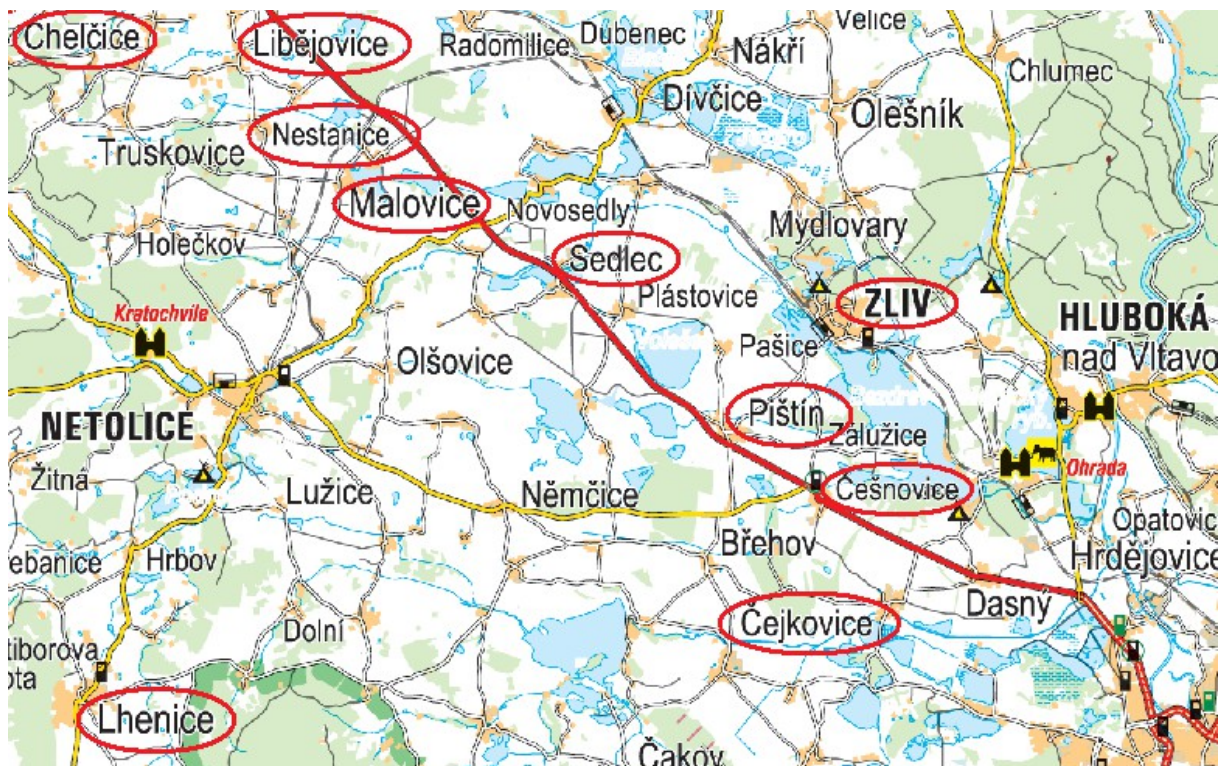 Chelčice
Libějovice
Radomilice
Dubenec
Velice
Nákří
Chlumec
Dívčice
Olešník
Nestanice
Truskovice
Malovice
Novosedly
Mydlovary
Holečkov
Sedlec
Plástovice
ZLIV
Kratochvíle
HLUBOKÁ
nad Vltavo
Pašice
Olšovice
NETOLICE
Pištín
Zálužice
Ohrada
Žitná
Lužice
Němčice
Češnovice
Opatovic
Břehov
Hrdějovice
ebanice
Hrbov
Dasný
Čejkovice
Dolní
tiborova
ota
Lhenice
Čakov